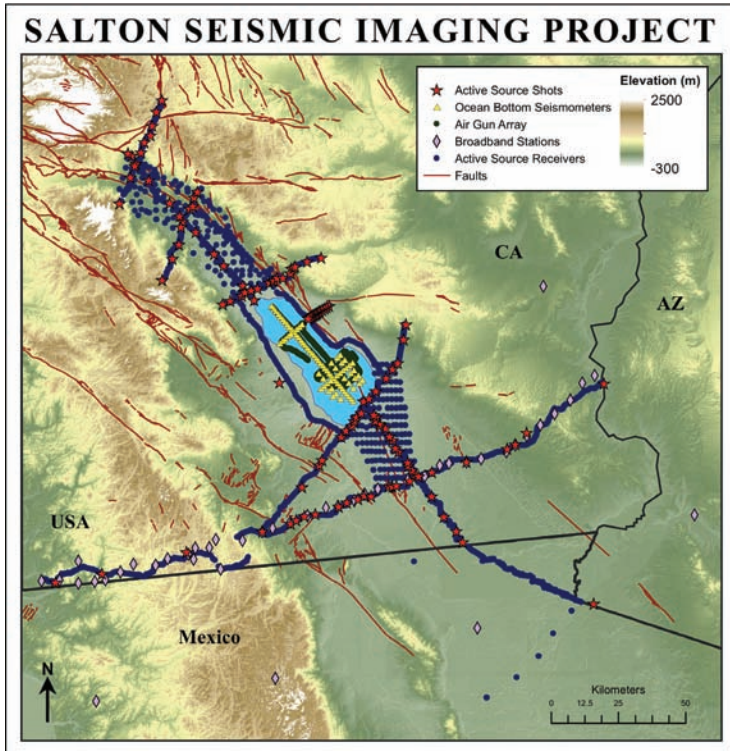 SALTON SEISMIC IMAGING PROJECT
Active Source Shots
Ocean Bottom Seismometers
Air Gun Array
Broadband Stations
Active Source Receivers
Faults
Elevation (m)
2500
-300
CA
AZ
USA
Mexico
N
Kilometers
0 12.5 25 50